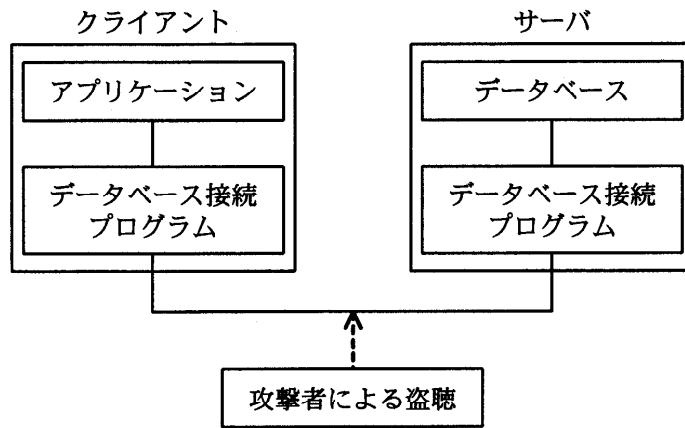 クライアント
サーバ
アプリケーション
データベース
データベース接続
プログラム
データベース接続
プログラム
攻撃者による盗聴